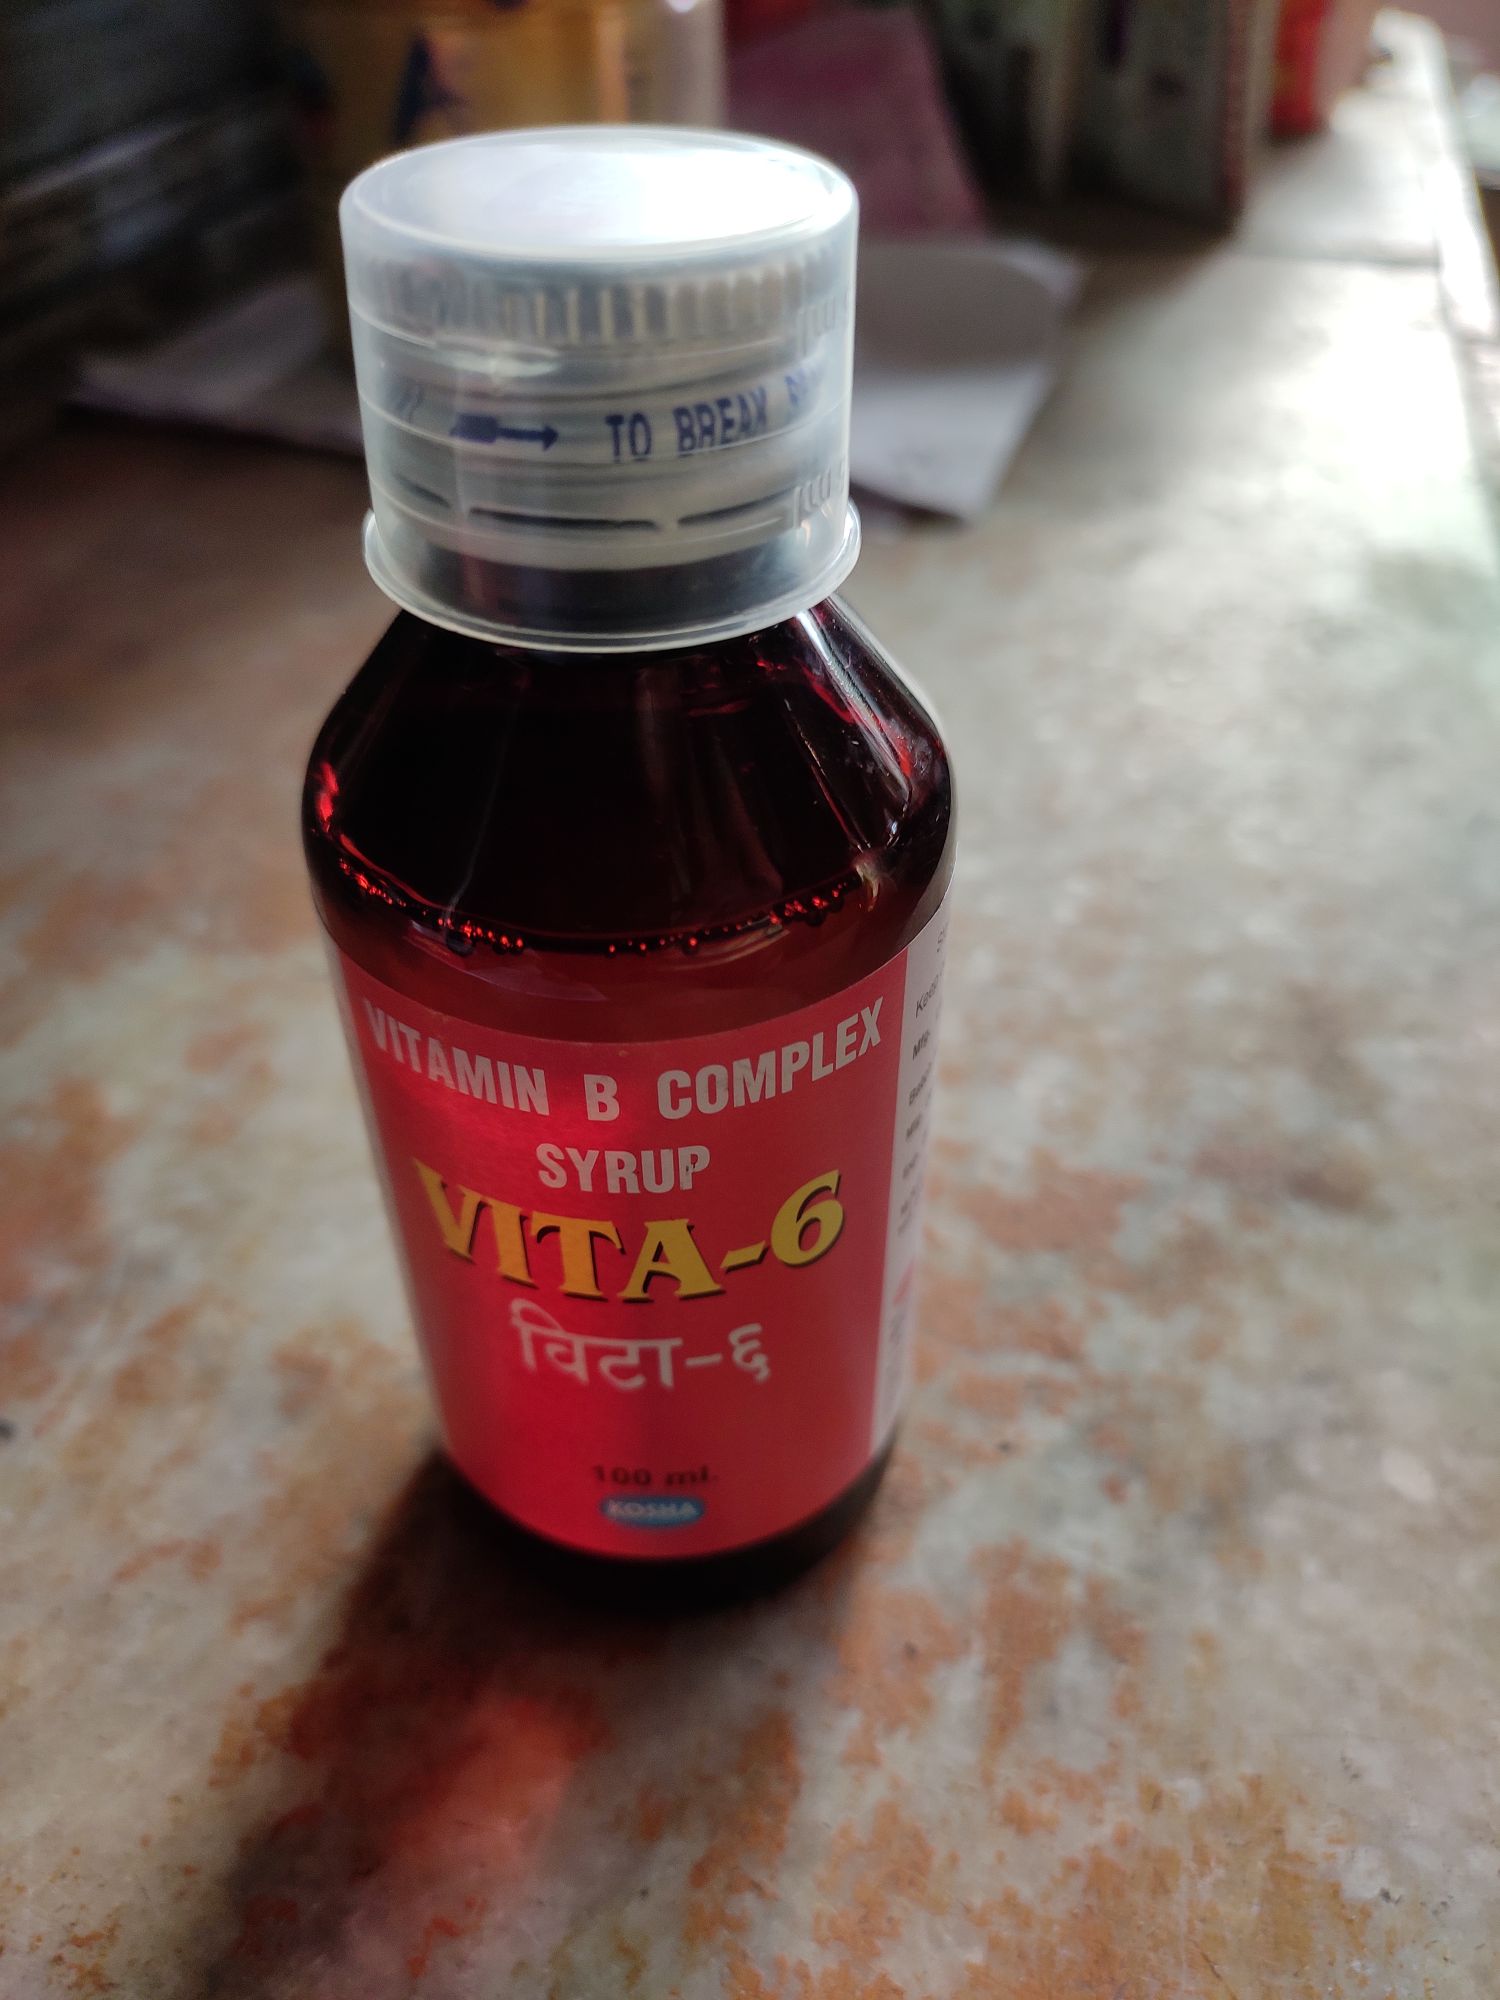 TO BREAK
VITAMIN B COMPLEX
SYRUP
VITA-6
विटा-६
100 ml.
KOSHA